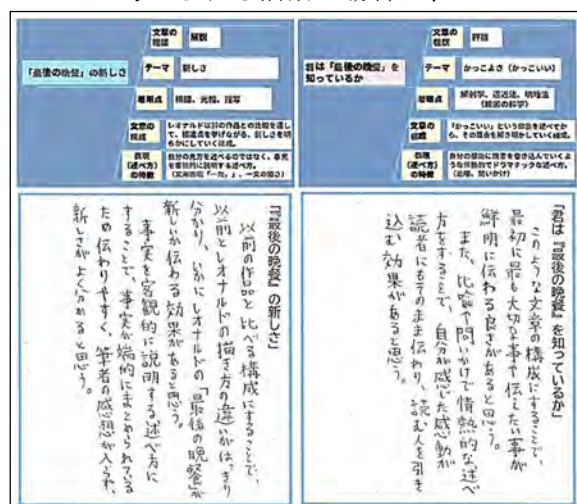 「最後の晩餐」の新しさ
文章の
種類
解説
テーマ
新しさ
着眼点
構図、光線、描写
文章の
構成
レオナルド以前の作品との比較を通し
て、相違点を挙げながら、新しさを明
らかにしていく構成。
表現
(述べ方)
の特徴
自分の見方を述べるのではなく、事実
を客観的に説明する述べ方。
君は「最後の晩餐」を
知っているか
文章の
種類
評論
テーマ
かっこよさ(かっこいい)
着眼点
解剖学、遠近法、明暗法
(絵画の科学)
文章の
構成
「かっこいい」という印象を述べてか
ら、その理由を解き明かしていく構成。
表現
(述べ方)
の特徴
自分の感動に読者を巻き込んでいくよう
な情熱的でドラマチックな述べ方。
(比喩、問いかけ)
「『最後の晩餐』の新しさ」
以前の作品と比べる構成にすることで、
以前とレオナルドの描き方の違いがはっきり
分かり、いかにレオナルドの「最後の晩餐」が
新しいか伝わる効果があると思う。
事実を客観的に説明する述べ方に
することで、事実が端的にまとめられている
ため伝わりやすく、筆者の感想が入らず、
新しさがよく分かると思う。
「君は『最後の晩餐』を知っているか」
このような文章の構成にすることで、
最初に最も大切な事や伝えたい事が
鮮明に伝わる良さがあると思う。
また、比喩や問いかけで情熱的な述べ
方をすることで、自分が感じた感動が
読者にもそのまま伝わり、読む人を引き
込む効果があると思う。